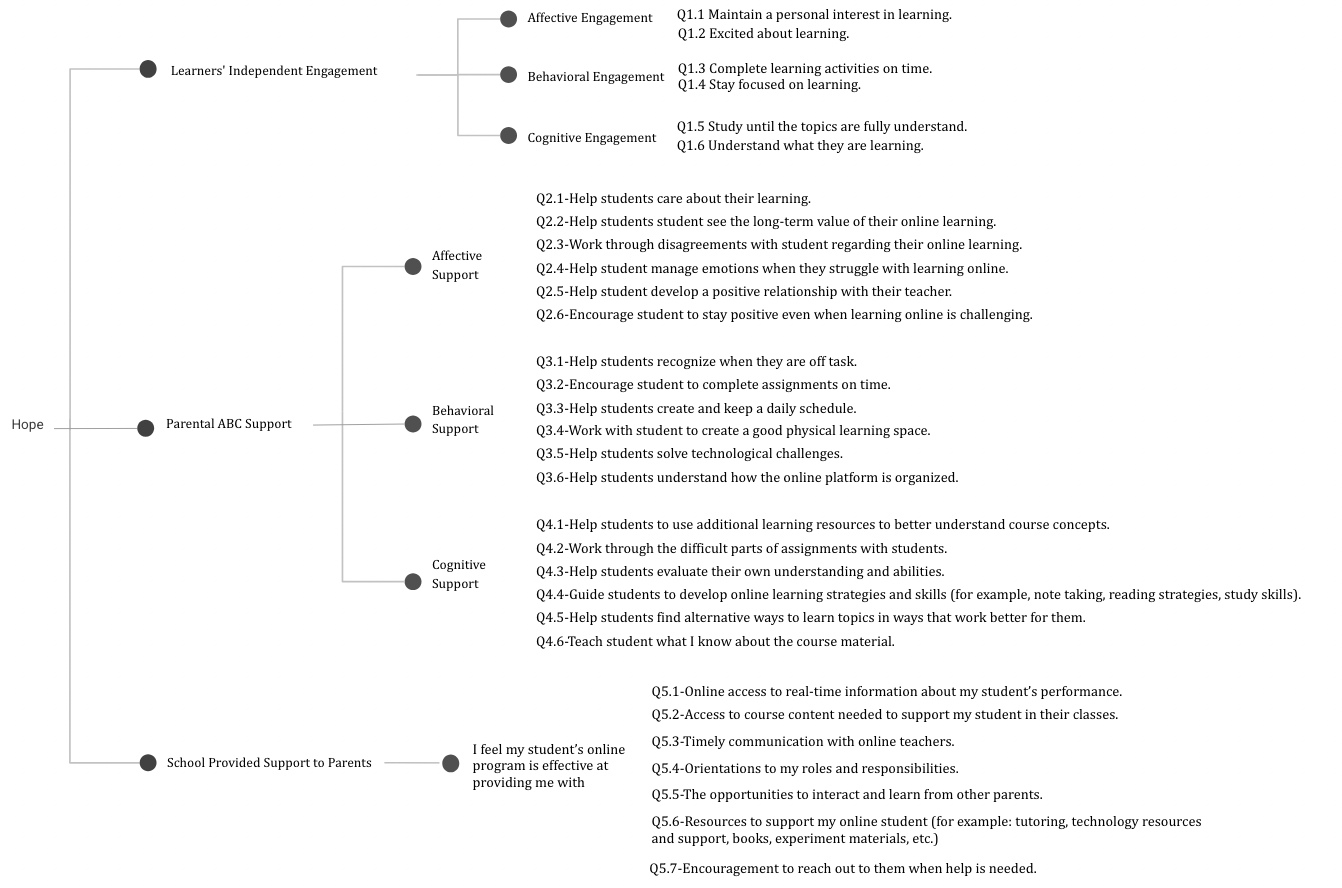 Hope
Learners' Independent Engagement
Affective Engagement
Q1.1 Maintain a personal interest in learning.
Q1.2 Excited about learning.
Behavioral Engagement
Q1.3 Complete learning activities on time.
Q1.4 Stay focused on learning.
Cognitive Engagement
Q1.5 Study until the topics are fully understand.
Q1.6 Understand what they are learning.
Parental ABC Support
Affective
Support
Q2.1-Help students care about their learning.
Q2.2-Help students student see the long-term value of their online learning.
Q2.3-Work through disagreements with student regarding their online learning.
Q2.4-Help student manage emotions when they struggle with learning online.
Q2.5-Help student develop a positive relationship with their teacher.
Q2.6-Encourage student to stay positive even when learning online is challenging.
Behavioral
Support
Q3.1-Help students recognize when they are off task.
Q3.2-Encourage student to complete assignments on time.
Q3.3-Help students create and keep a daily schedule.
Q3.4-Work with student to create a good physical learning space.
Q3.5-Help students solve technological challenges.
Q3.6-Help students understand how the online platform is organized.
Cognitive
Support
Q4.1-Help students to use additional learning resources to better understand course concepts.
Q4.2-Work through the difficult parts of assignments with students.
Q4.3-Help students evaluate their own understanding and abilities.
Q4.4-Guide students to develop online learning strategies and skills (for example, note taking, reading strategies, study skills).
Q4.5-Help students find alternative ways to learn topics in ways that work better for them.
Q4.6-Teach student what I know about the course material.
School Provided Support to Parents
I feel my student's online
program is effective at
providing me with
Q5.1-Online access to real-time information about my student's performance.
Q5.2-Access to course content needed to support my student in their classes.
Q5.3-Timely communication with online teachers.
Q5.4-Orientations to my roles and responsibilities.
Q5.5-The opportunities to interact and learn from other parents.
Q5.6-Resources to support my online student (for example: tutoring, technology resources
and support, books, experiment materials, etc.)
Q5.7-Encouragement to reach out to them when help is needed.